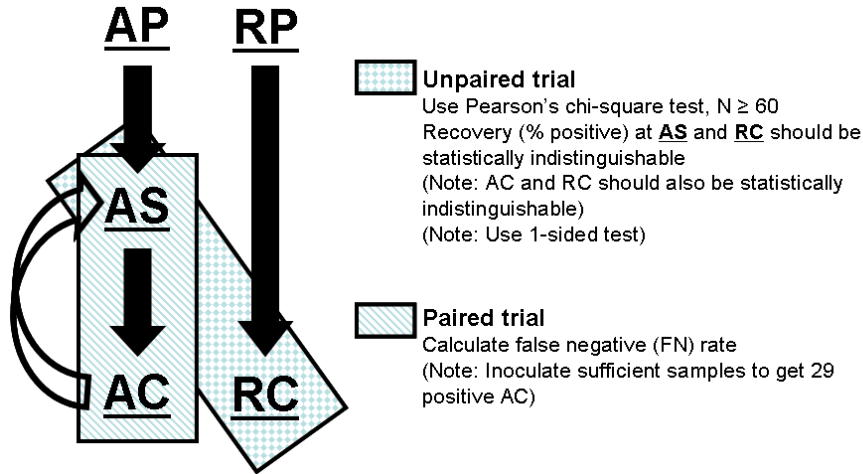 AP RP
Unpaired trial
Use Pearson's chi-square test, N ≥ 60
Recovery (% positive) at AS and RC should be
statistically indistinguishable
(Note: AC and RC should also be statistically
indistinguishable)
(Note: Use 1-sided test)
AS
Paired trial
Calculate false negative (FN) rate
(Note: Inoculate sufficient samples to get 29
positive AC)
AC RC